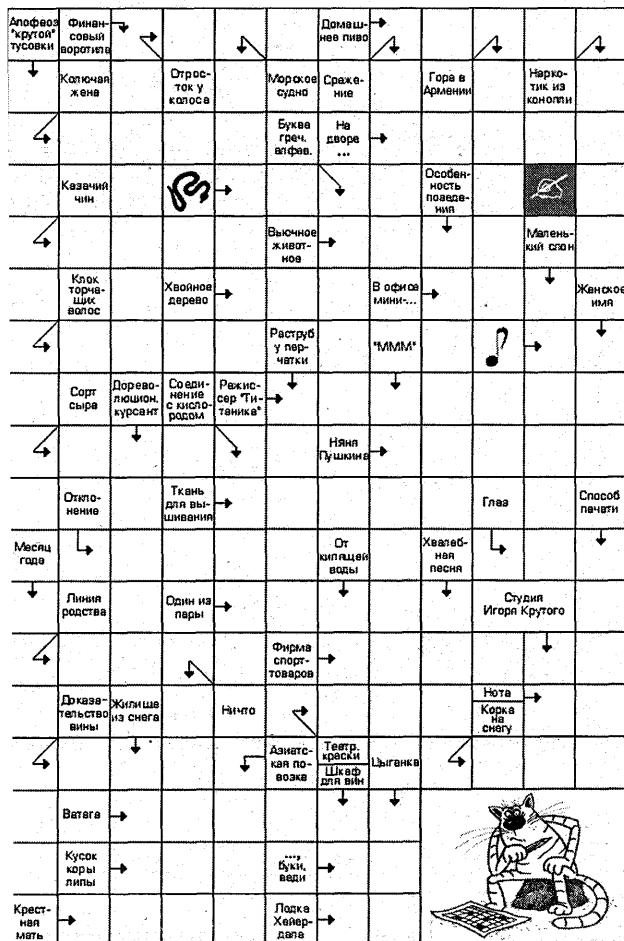 Апофеоз
"крутой"
тусовки
Финан-
совый
воротила
Домаш-
нее пиво
Колючая
жена
Отрос-
ток у
колоса
Морское
судно
Сраже-
ние
Гора в
Армении
Нарко-
тик из
конопли
Буква
греч.
алфав.
На
дворе
...
Казачий
чин
Особен-
ность
поведе-
ния
Вьючное
живот-
ное
Малень-
кий слон
Клок
торча-
щих
волос
Хвойное
дерево
В офисе
мини-...
Женское
имя
Раструб
у пер-
чатки
"МММ"
Сорт
сыра
Дорево-
люцион.
курсант
Соеди-
нение
с кисло-
родом
Режис-
сер "Ти-
таника"
Няня
Пушкина
Откло-
нение
Ткань
для вы-
шивания
Глаз
Способ
печати
Месяц
года
От
кипящей
воды
Хвалеб-
ная
песня
Линия
родства
Один из
пары
Студия
Игоря Крутого
Фирма
спорт-
товаров
Доказа-
тельство
вины
Жилище
из снега
Ничто
Нота
Корка
на
снегу
Азиатс-
кая по-
возка
Театр.
краски
Шкаф
для вин
Цыганка
Ватага
Кусок
коры
липы
...,
буки,
веди
Крест-
ная
мать
Лодка
Хейер-
дала